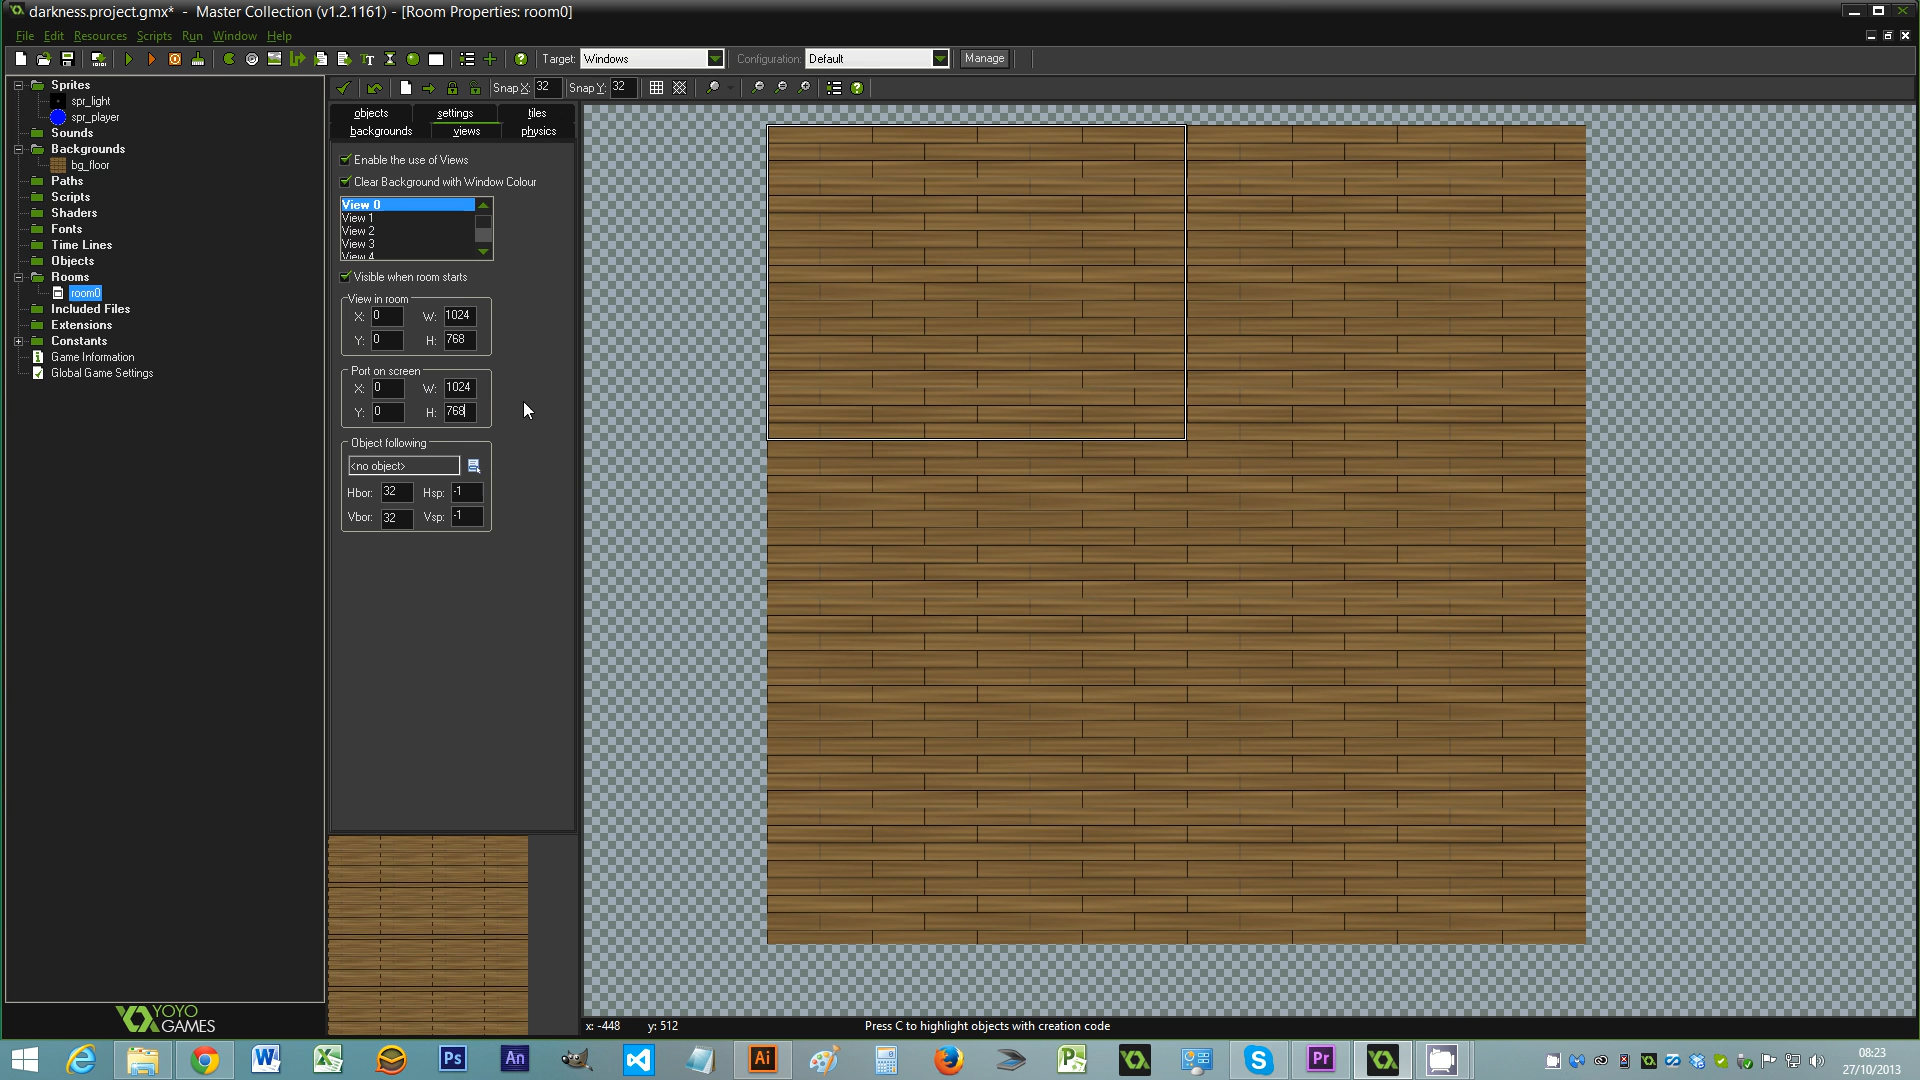 darkness.project.gmx* - Master Collection (v1.2.1161) - [Room Properties: room0]
File Edit Resources Scripts Run Window Help
Target: Windows Configuration: Default Manage
Snap X: 32 Snap Y: 32
Sprites
spr_light
spr_player
Sounds
Backgrounds
bg_floor
Paths
Scripts
Shaders
Fonts
Time Lines
Objects
Rooms
room0
Included Files
Extensions
Constants
Game Information
Global Game Settings
YOYO
GAMES
objects settings tiles
backgrounds views physics
Enable the use of Views
Clear Background with Window Colour
View 0
View 1
View 2
View 3
View 4
Visible when room starts
View in room
X: 0 W: 1024
Y: 0 H: 768
Port on screen
X: 0 W: 1024
Y: 0 H: 768
Object following
<no object>
Hbor: 32 Hsp: -1
Vbor: 32 Vsp: -1
x: -448 y: 512 Press C to highlight objects with creation code
Ps An Ai Pr
08:23
27/10/2013